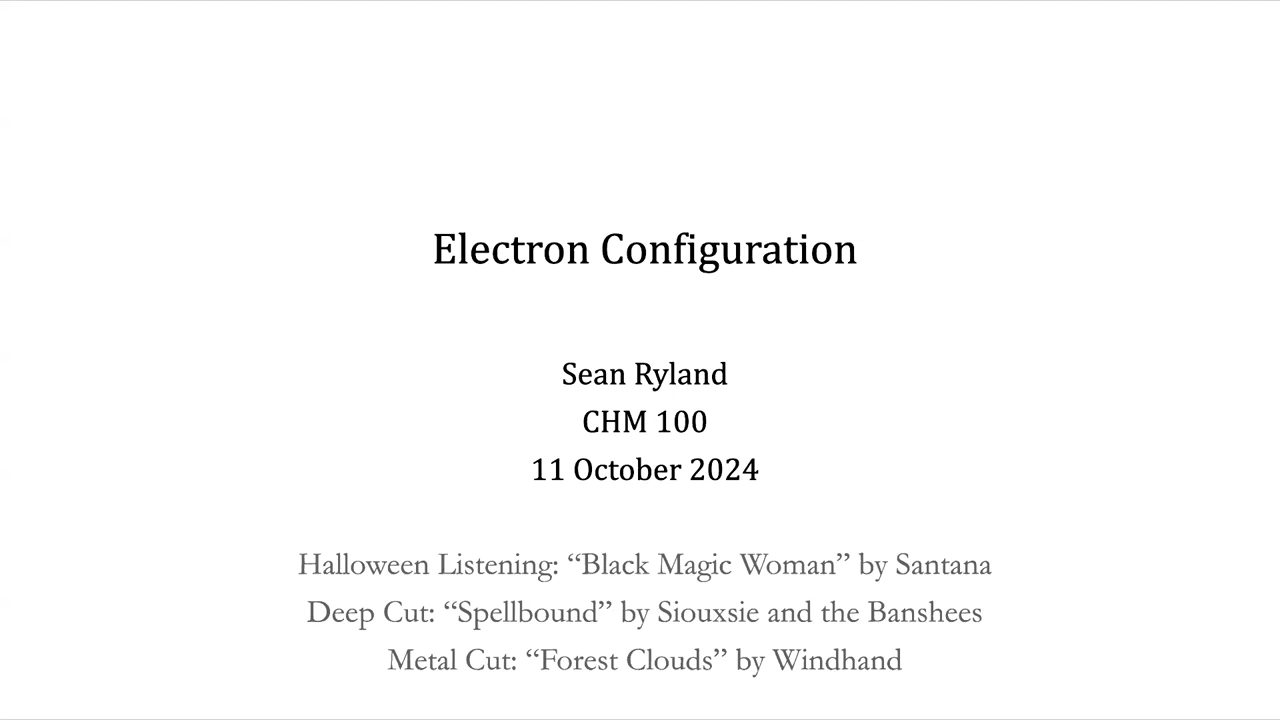 Electron Configuration
Sean Ryland
CHM 100
11 October 2024
Halloween Listening: “Black Magic Woman” by Santana
Deep Cut: “Spellbound” by Siouxsie and the Banshees
Metal Cut: “Forest Clouds” by Windhand